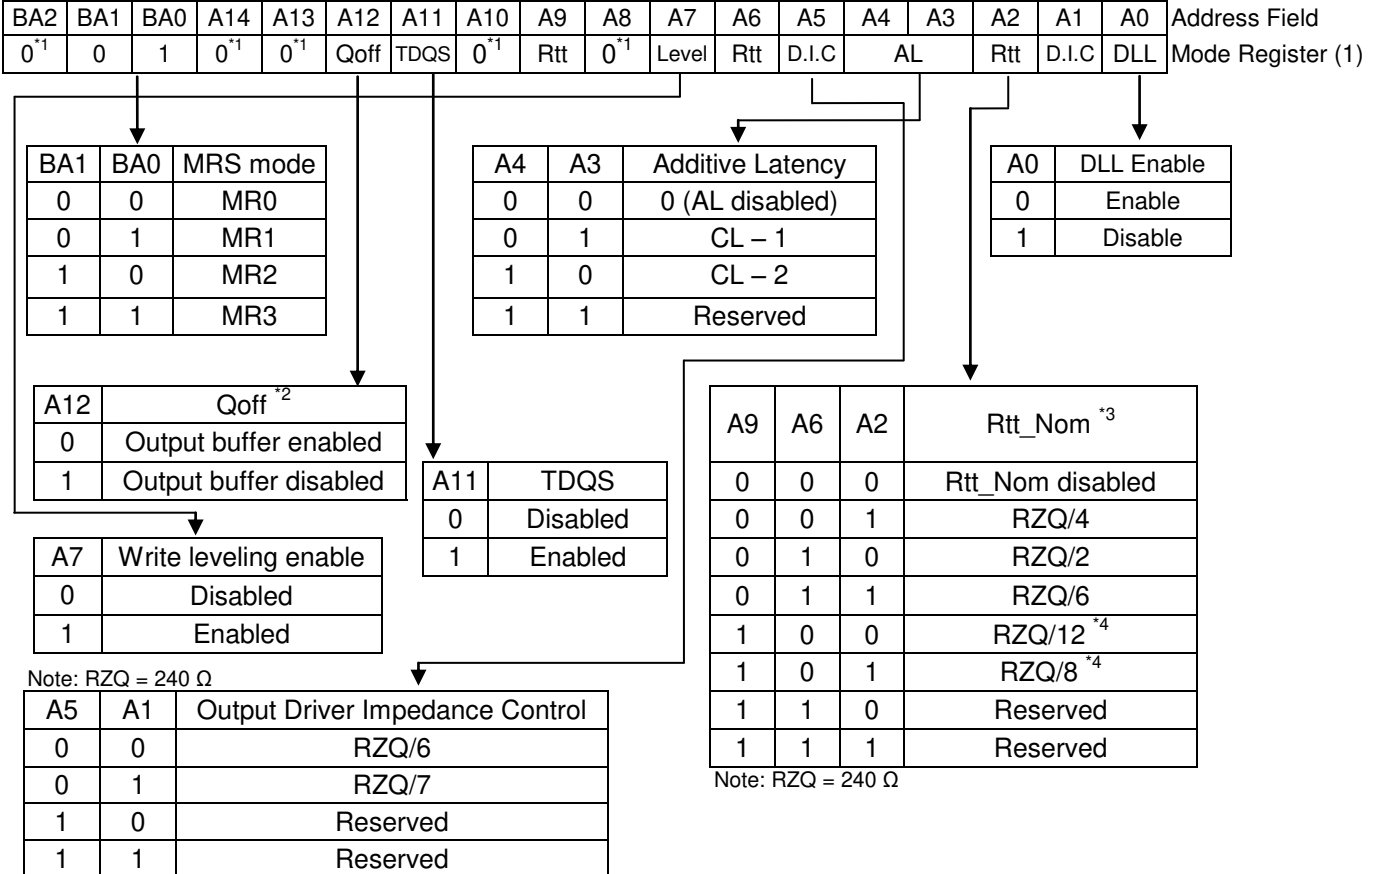 BA2 BA1 BA0 A14 A13 A12 A11 A10 A9 A8 A7 A6 A5 A4 A3 A2 A1 A0 Address Field
0*1 0 1 0*1 0*1 Qoff TDQS 0*1 Rtt 0*1 Level Rtt D.I.C AL Rtt D.I.C DLL Mode Register (1)
BA1 BA0 MRS mode
0 0 MR0
0 1 MR1
1 0 MR2
1 1 MR3
A4 A3 Additive Latency
0 0 0 (AL disabled)
0 1 CL – 1
1 0 CL – 2
1 1 Reserved
A0 DLL Enable
0 Enable
1 Disable
A12 Qoff *2
0 Output buffer enabled
1 Output buffer disabled
A11 TDQS
0 Disabled
1 Enabled
A9 A6 A2 Rtt_Nom *3
0 0 0 Rtt_Nom disabled
0 0 1 RZQ/4
0 1 0 RZQ/2
0 1 1 RZQ/6
1 0 0 RZQ/12 *4
1 0 1 RZQ/8 *4
1 1 0 Reserved
1 1 1 Reserved
Note: RZQ = 240 Ω
A7 Write leveling enable
0 Disabled
1 Enabled
Note: RZQ = 240 Ω
A5 A1 Output Driver Impedance Control
0 0 RZQ/6
0 1 RZQ/7
1 0 Reserved
1 1 Reserved